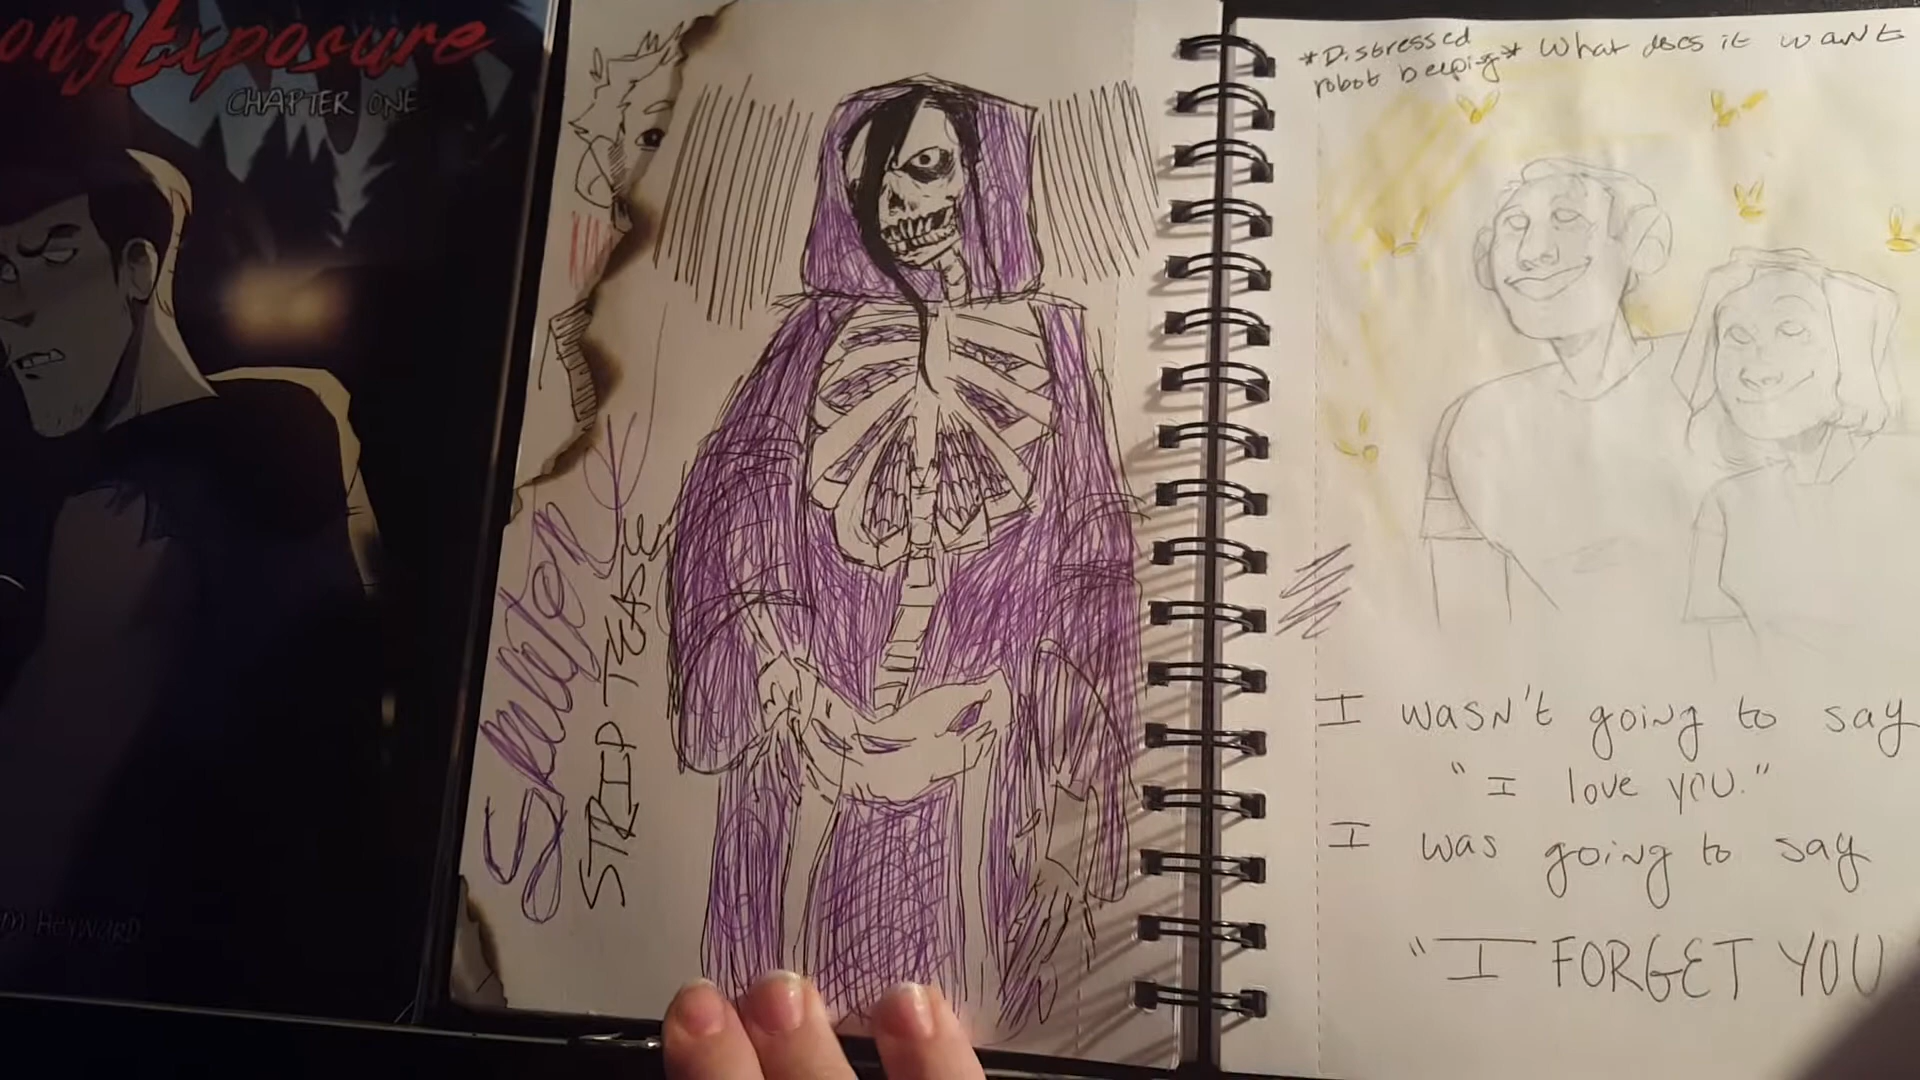 ongExposure
CHAPTER ONE
M HEYWARD
Skeleton
STRIP TEASE
*Distressed
robot beeping* What does it want
I wasn't going to say
"I love you."
I was going to say
"I FORGET YOU